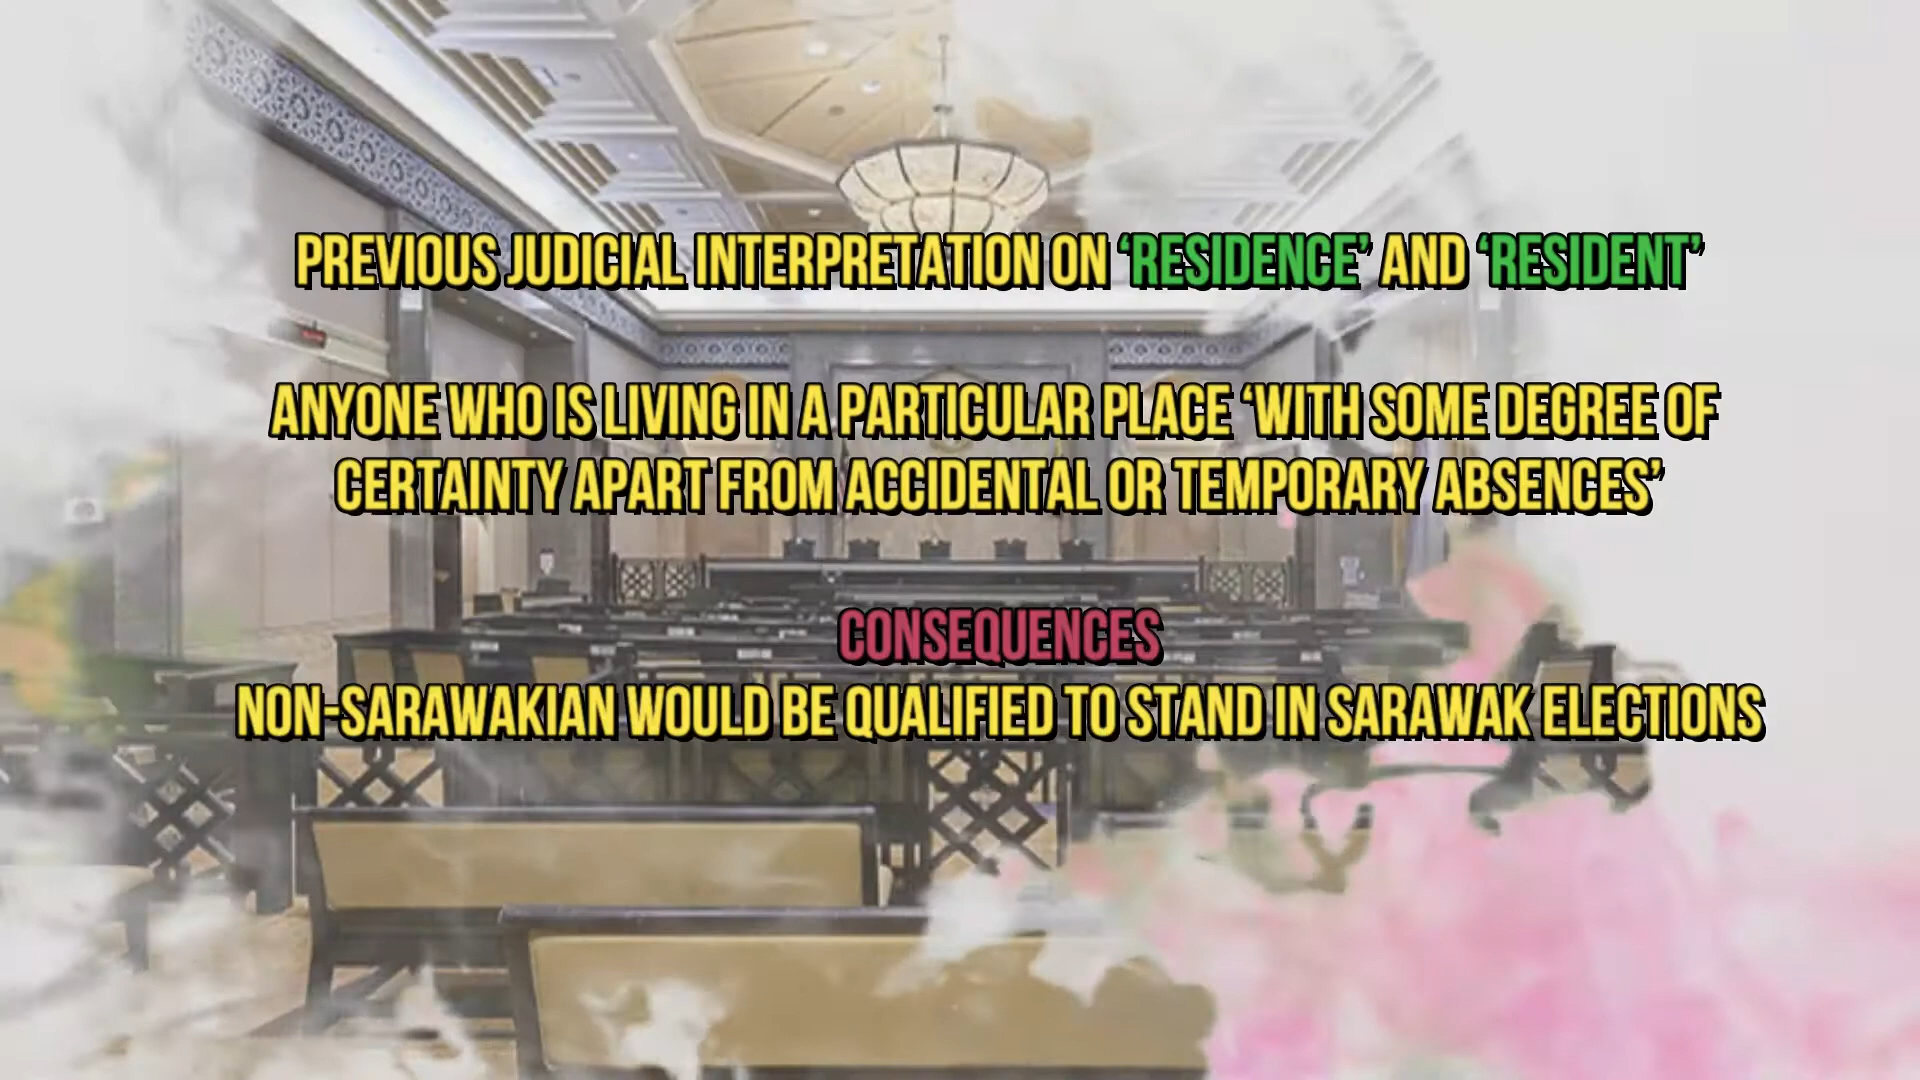 PREVIOUS JUDICIAL INTERPRETATION ON ‘RESIDENCE’ AND ‘RESIDENT’
ANYONE WHO IS LIVING IN A PARTICULAR PLACE ‘WITH SOME DEGREE OF
CERTAINTY APART FROM ACCIDENTAL OR TEMPORARY ABSENCES’
CONSEQUENCES
NON-SARAWAKIAN WOULD BE QUALIFIED TO STAND IN SARAWAK ELECTIONS